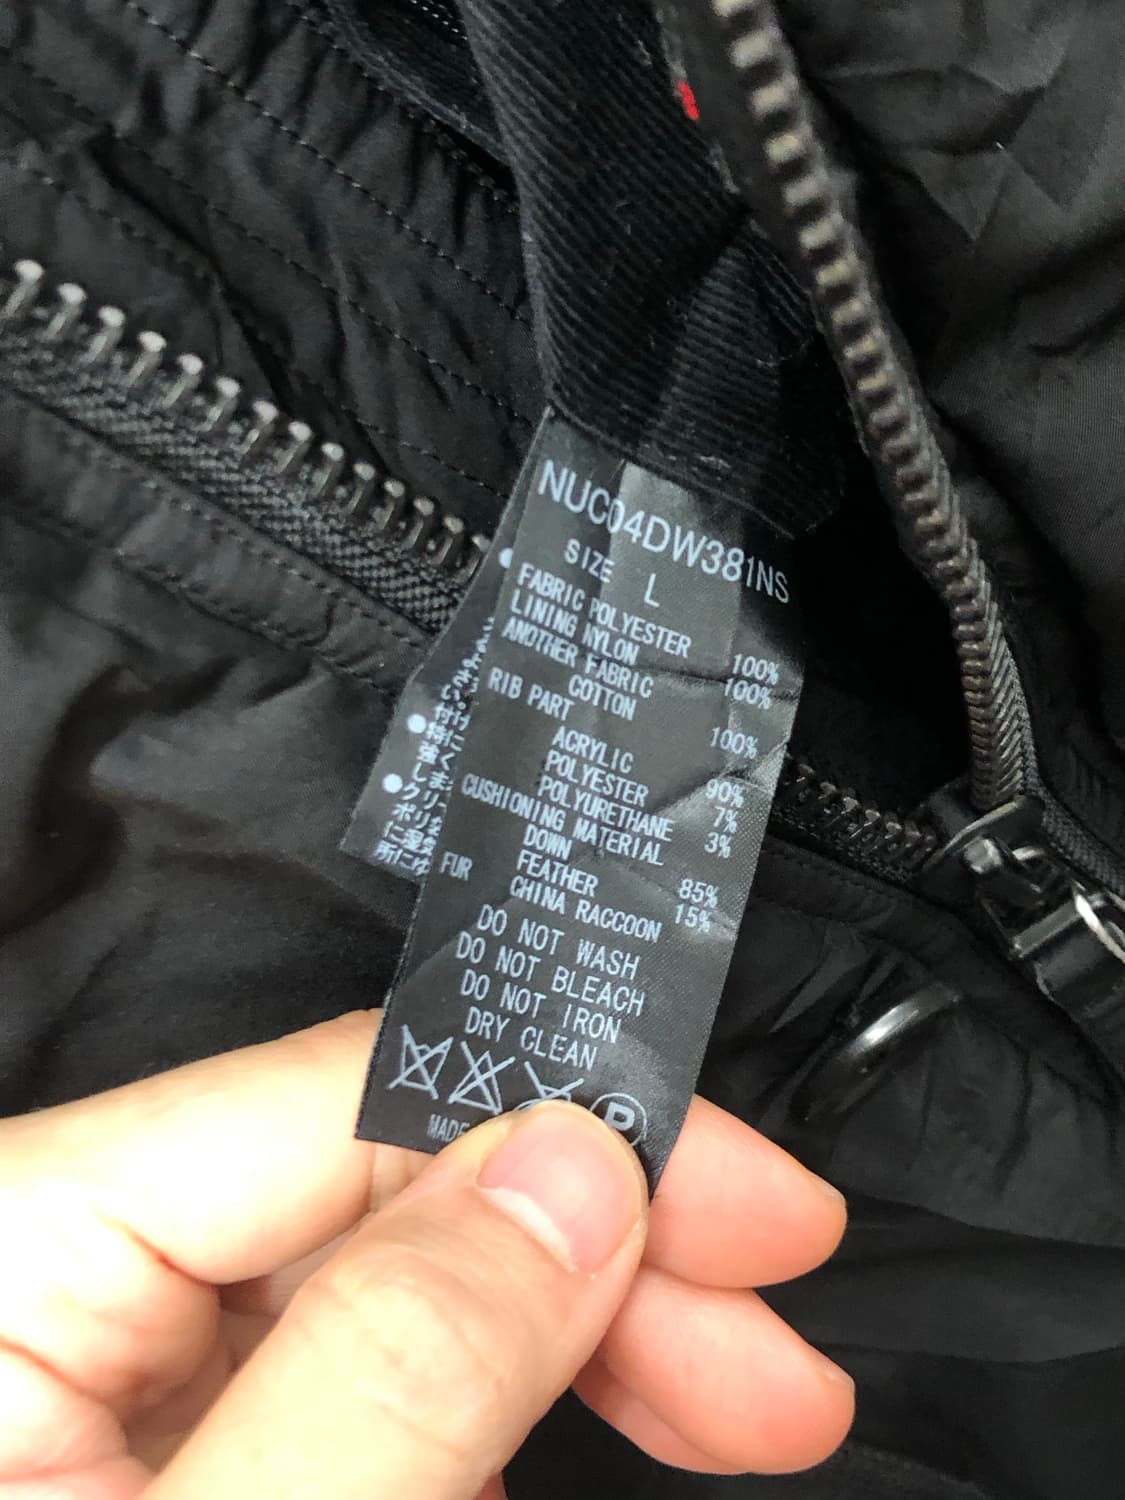 NUC04DW381NS
SIZE L
FABRIC POLYESTER 100%
LINING NYLON 100%
ANOTHER FABRIC
COTTON 100%
RIB PART
ACRYLIC 90%
POLYESTER 7%
POLYURETHANE 3%
CUSHIONING MATERIAL
DOWN 85%
FEATHER 15%
FUR CHINA RACCOON
DO NOT WASH
DO NOT BLEACH
DO NOT IRON
DRY CLEAN
P
MADE